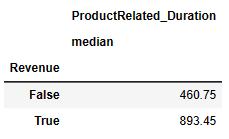 ProductRelated_Duration
median
Revenue
False 460.75
True 893.45